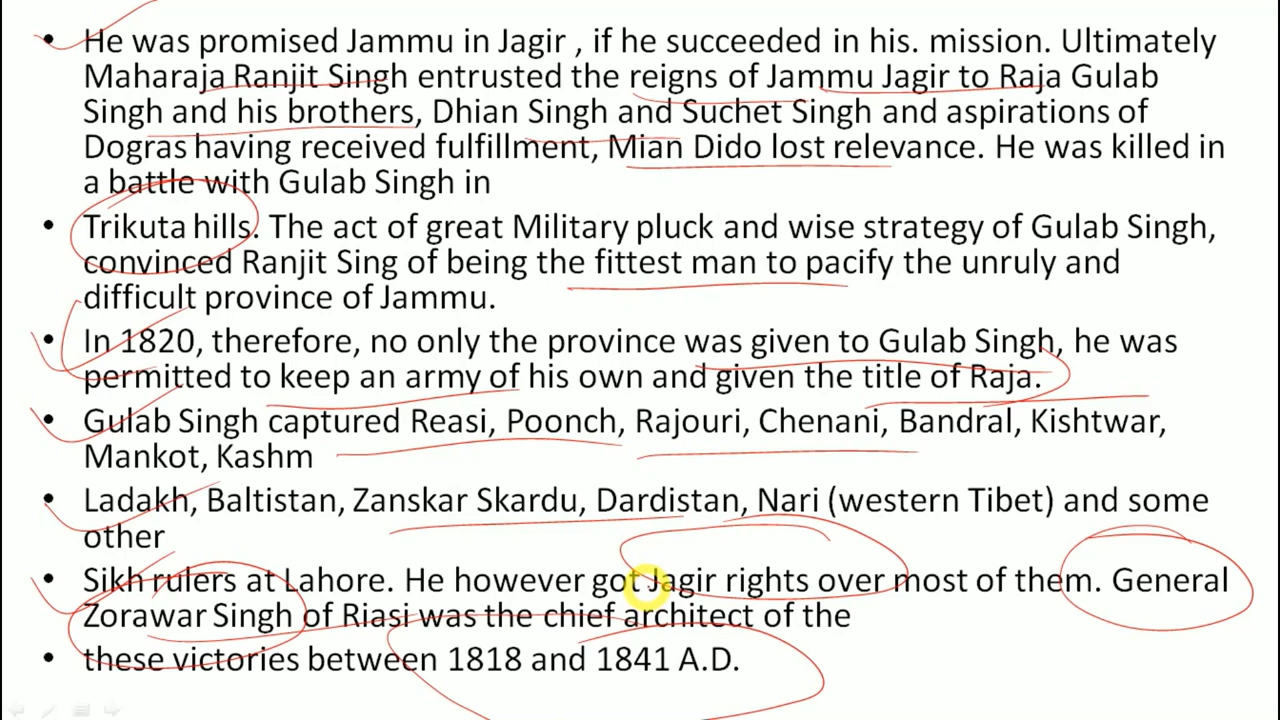 • He was promised Jammu in Jagir , if he succeeded in his. mission. Ultimately
Maharaja Ranjit Singh entrusted the reigns of Jammu Jagir to Raja Gulab
Singh and his brothers, Dhian Singh and Suchet Singh and aspirations of
Dogras having received fulfillment, Mian Dido lost relevance. He was killed in
a battle with Gulab Singh in
• Trikuta hills. The act of great Military pluck and wise strategy of Gulab Singh,
convinced Ranjit Sing of being the fittest man to pacify the unruly and
difficult province of Jammu.
• In 1820, therefore, no only the province was given to Gulab Singh, he was
permitted to keep an army of his own and given the title of Raja.
• Gulab Singh captured Reasi, Poonch, Rajouri, Chenani, Bandral, Kishtwar,
Mankot, Kashm
• Ladakh, Baltistan, Zanskar Skardu, Dardistan, Nari (western Tibet) and some
other
• Sikh rulers at Lahore. He however got Jagir rights over most of them. General
Zorawar Singh of Riasi was the chief architect of the
• these victories between 1818 and 1841 A.D.